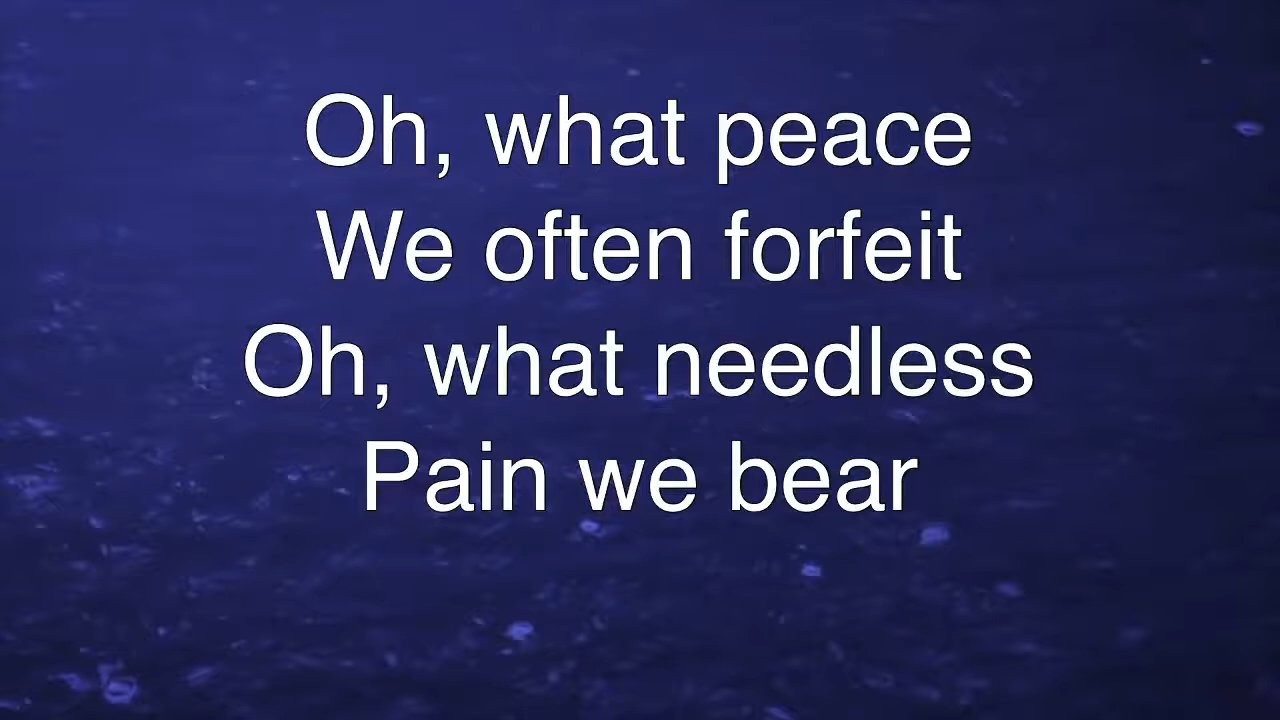 Oh, what peace
We often forfeit
Oh, what needless
Pain we bear